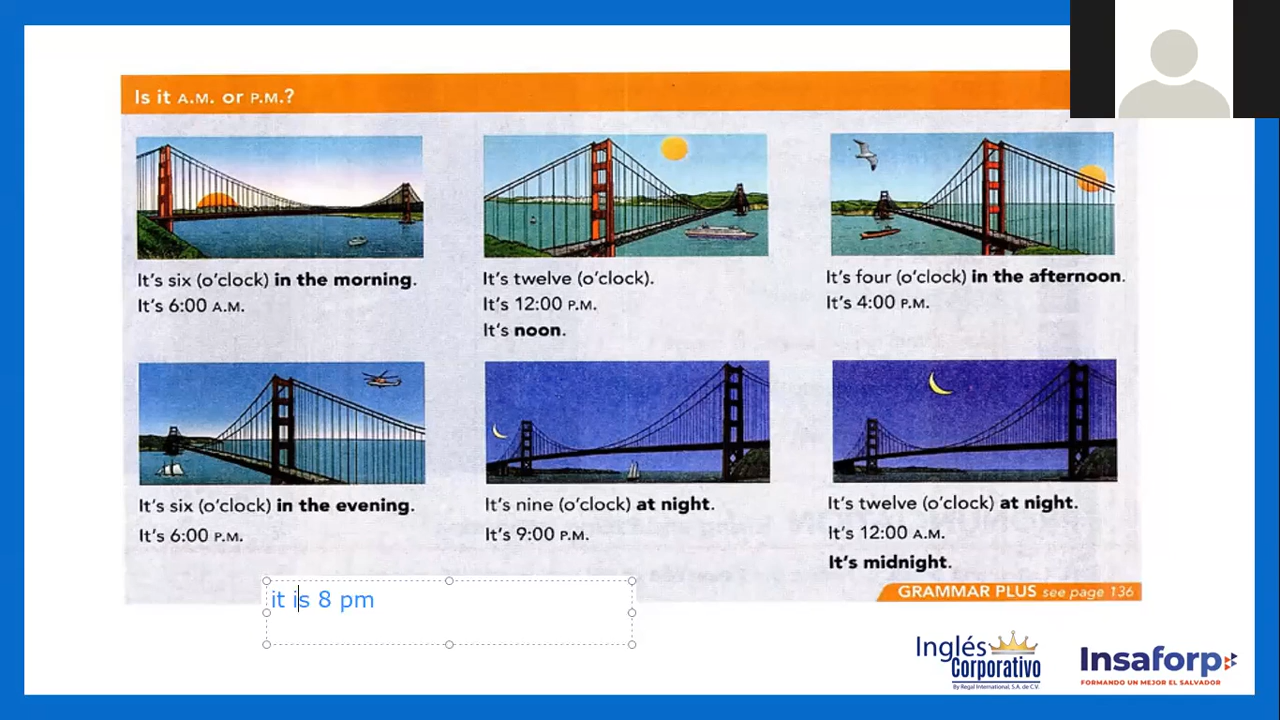 Is it A.M. or P.M.?
It's six (o'clock) in the morning.
It's 6:00 A.M.
It's twelve (o'clock).
It's 12:00 P.M.
It's noon.
It's four (o'clock) in the afternoon.
It's 4:00 P.M.
It's six (o'clock) in the evening.
It's 6:00 P.M.
It's nine (o'clock) at night.
It's 9:00 P.M.
It's twelve (o'clock) at night.
It's 12:00 A.M.
It's midnight.
GRAMMAR PLUS see page 136
it is 8 pm
Inglés
Corporativo
By Regal International, S.A. de C.V.
Insaforp
FORMANDO UN MEJOR EL SALVADOR